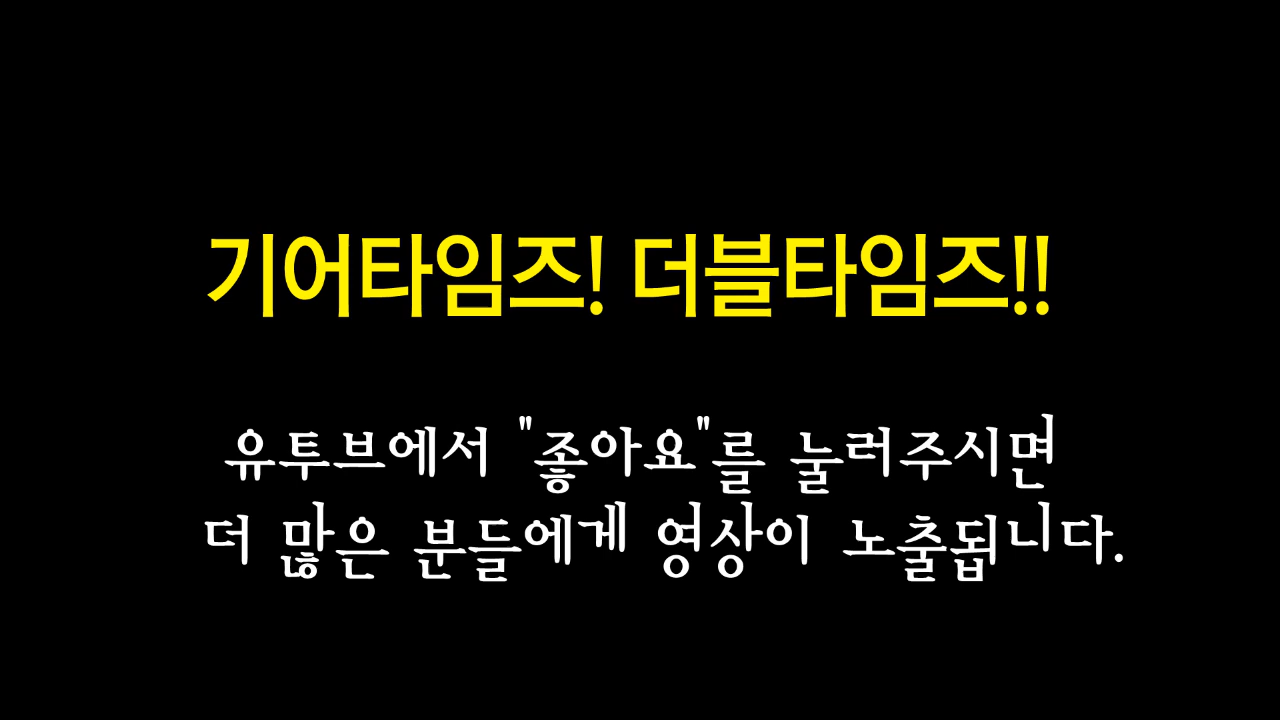 기어타임즈! 더블타임즈!!
유투브에서 "좋아요"를 눌러주시면
더 많은 분들에게 영상이 노출됩니다.